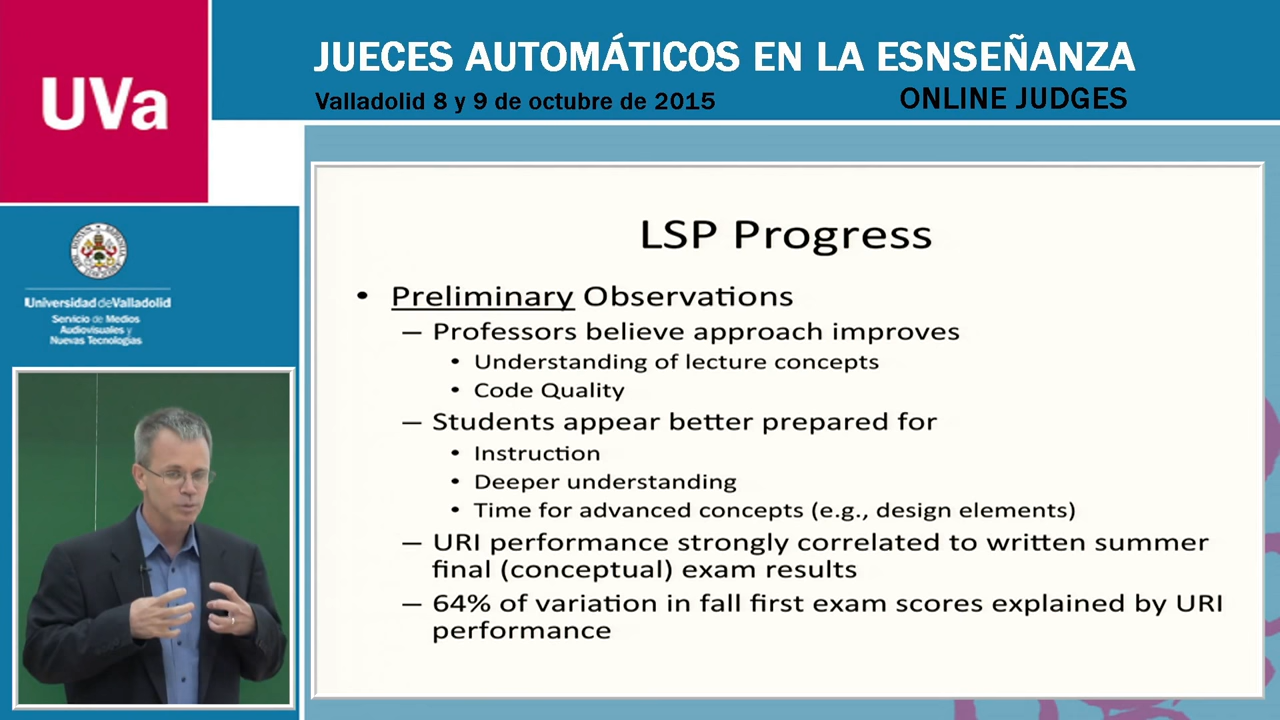 UVa
JUECES AUTOMÁTICOS EN LA ESNSEÑANZA
Valladolid 8 y 9 de octubre de 2015
ONLINE JUDGES
Universidad de Valladolid
Servicio de Medios
Audiovisuales y
Nuevas Tecnologías
LSP Progress
• Preliminary Observations
– Professors believe approach improves
• Understanding of lecture concepts
• Code Quality
– Students appear better prepared for
• Instruction
• Deeper understanding
• Time for advanced concepts (e.g., design elements)
– URI performance strongly correlated to written summer
final (conceptual) exam results
– 64% of variation in fall first exam scores explained by URI
performance